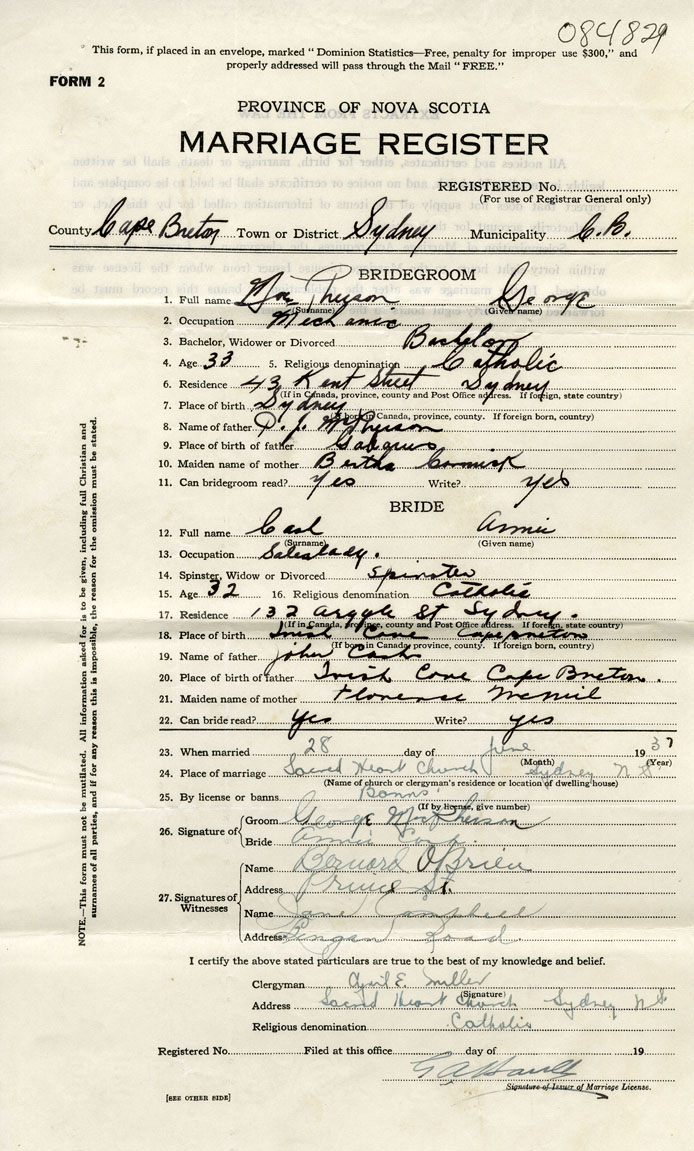 084829
This form, if placed in an envelope, marked "Dominion Statistics—Free, penalty for improper use $300," and
properly addressed will pass through the Mail "FREE."
FORM 2
PROVINCE OF NOVA SCOTIA
MARRIAGE REGISTER
REGISTERED No.
(For use of Registrar General only)
County Cape Breton Town or District Sydney Municipality C.B.
BRIDEGROOM
1. Full name MacPherson George
(Surname) (Given name)
2. Occupation Mechanic
3. Bachelor, Widower or Divorced Bachelor
4. Age 33 5. Religious denomination Catholic
6. Residence 43 Kent Street Sydney
(If in Canada, province, county and Post Office address. If foreign, state country)
7. Place of birth Sydney
(If born in Canada, province, county. If foreign born, country)
8. Name of father P. J. McPherson
9. Place of birth of father
10. Maiden name of mother Bertha Cormick
11. Can bridegroom read? Yes Write? Yes
BRIDE
12. Full name Cash Annie
(Surname) (Given name)
13. Occupation Saleslady.
14. Spinster, Widow or Divorced Spinster
15. Age 32 16. Religious denomination Catholic
17. Residence 132 Argyle St Sydney.
(If in Canada, province, county and Post Office address. If foreign, state country)
18. Place of birth Irish Cove Cape Breton
(If born in Canada, province, county. If foreign born, country)
19. Name of father John Cash
20. Place of birth of father Irish Cove Cape Breton.
21. Maiden name of mother Florence McNeil
22. Can bride read? Yes Write? yes
23. When married 28 day of June 1937
(Month) (Year)
24. Place of marriage Sacred Heart Church Sydney N S
(Name of church or clergyman's residence or location of dwelling house)
25. By license or banns Banns
(If by license, give number)
26. Signature of Groom George MacPherson
Bride Annie Cash
27. Signatures of Witnesses
Name Bernard O'Brien
Address Prince St.
Name Jane Campbell
Address Lingan Road
I certify the above stated particulars are true to the best of my knowledge and belief.
Clergyman E. Miller
(Signature)
Address Sacred Heart Church Sydney N S
Religious denomination Catholic
Registered No. Filed at this office day of 19
Signature of Issuer of Marriage License.
[SEE OTHER SIDE]
NOTE.—This form must not be mutilated. All information asked for is to be given, including full Christian and
surnames of all parties, and if for any reason this is impossible, the reason for the omission must be stated.